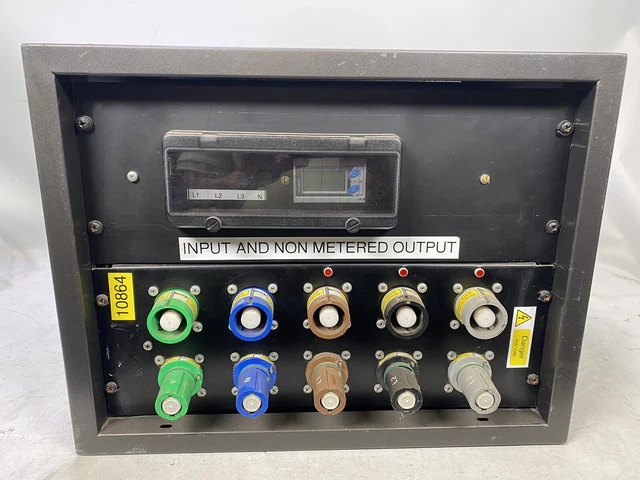 L1 L2 L3 N
INPUT AND NON METERED OUTPUT
10864
Danger